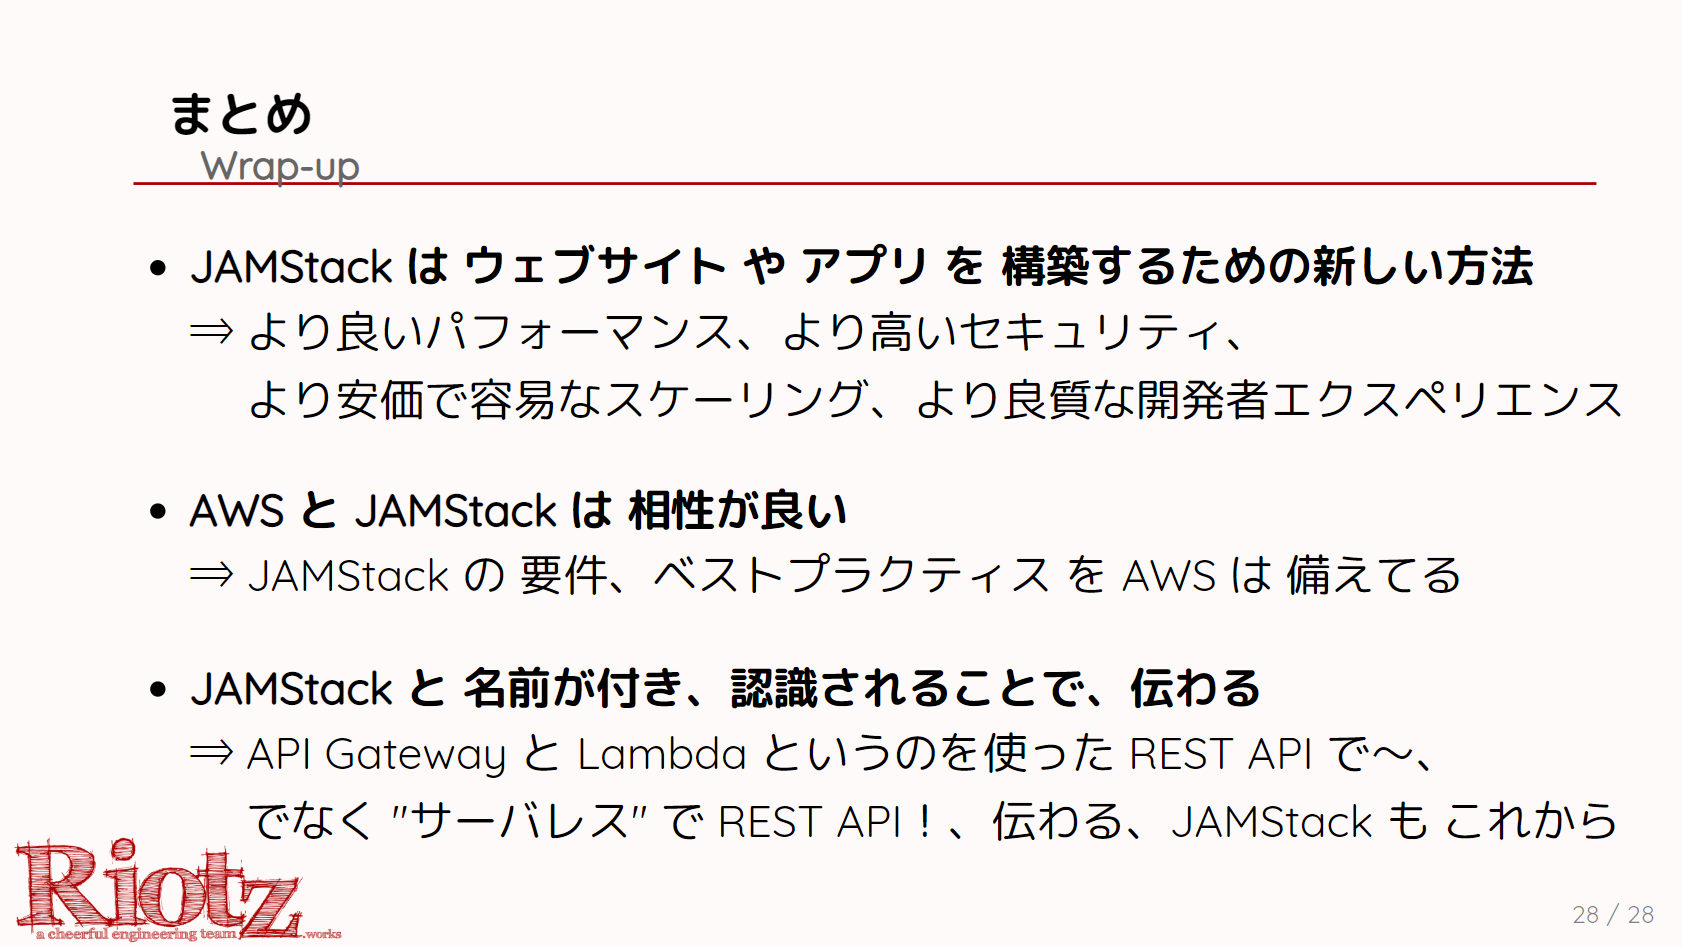 まとめ
Wrap-up
• JAMStack は ウェブサイト や アプリ を 構築するための新しい方法
⇒ より良いパフォーマンス、より高いセキュリティ、
より安価で容易なスケーリング、より良質な開発者エクスペリエンス
• AWS と JAMStack は 相性が良い
⇒ JAMStack の 要件、ベストプラクティス を AWS は 備えてる
• JAMStack と 名前が付き、認識されることで、伝わる
⇒ API Gateway と Lambda というのを使った REST API で〜、
でなく "サーバレス" で REST API！、伝わる、JAMStack も これから
Riotz
a cheerful engineering team .works
28 / 28